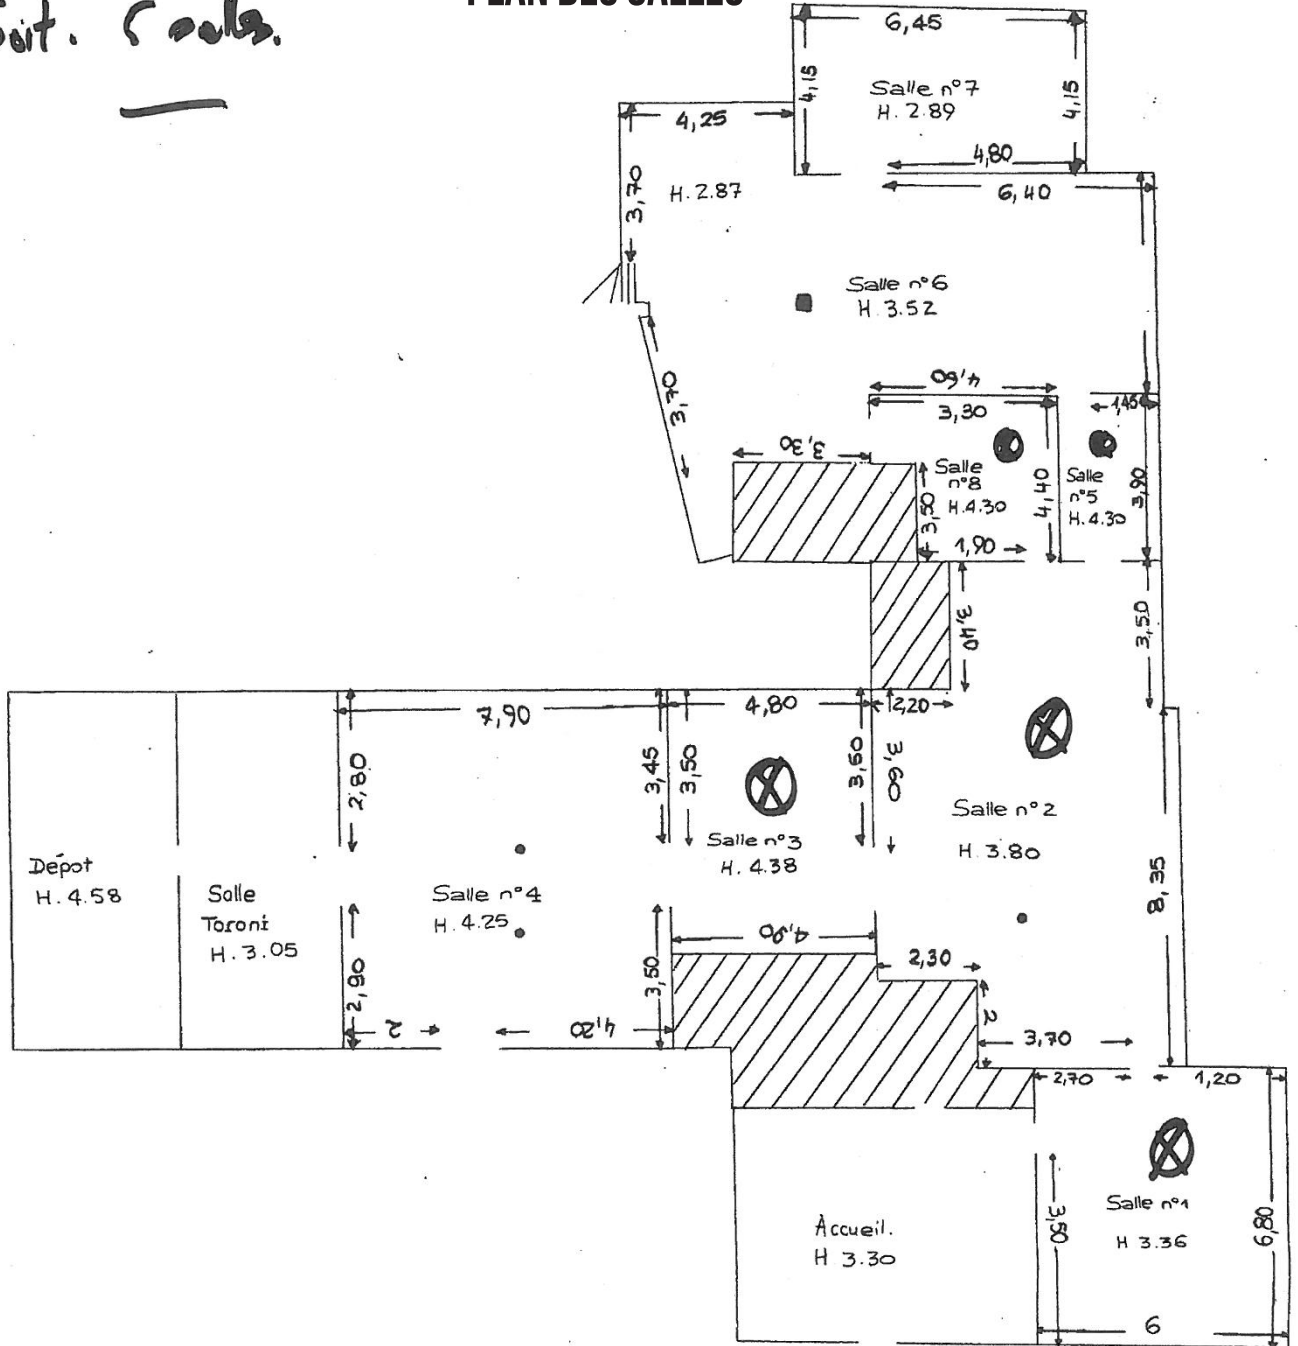 soit. 5 salles.
PLAN DES SALLES
6,45
4,15
Salle n°7
H. 2.89
4,15
4,80
4,25
3,70
H. 2.87
6,40
Salle n°6
H. 3.52
3,70
4,60
3,30
1,45
3,30
Salle
n°8
H.4.30
3,50
1,90
4,40
Salle
n°5
H.4.30
3,90
3,40
3,50
7,90
4,80
2,20
2,80
3,45
3,50
3,50
3,60
Salle n°2
H. 3.80
Salle n°3
H. 4.38
8,35
Dépot
H. 4.58
Salle
Toroni
H. 3.05
Salle n°4
H. 4.25
4,90
2,30
2,90
3,50
2
4,20
2
3,70
2,70
1,20
Salle n°1
H 3.36
3,50
6,80
Accueil.
H 3.30
6